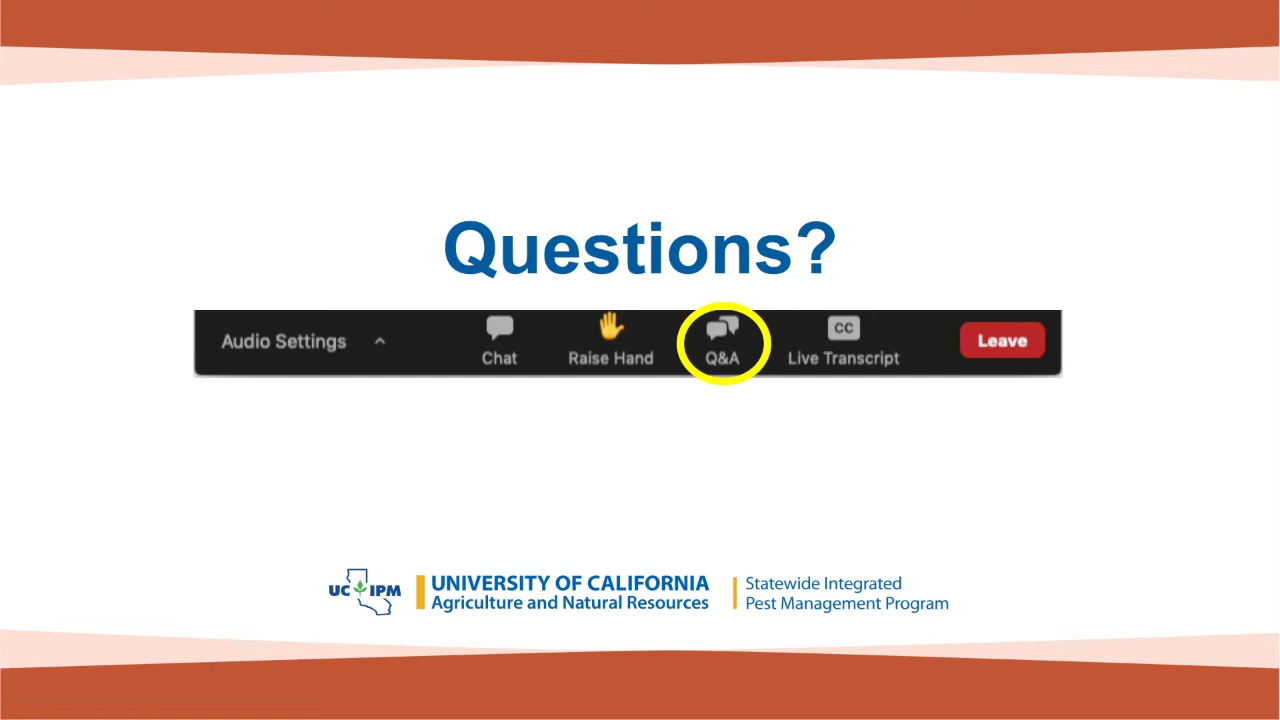 Questions?
Audio Settings
Chat
Raise Hand
Q&A
CC
Live Transcript
Leave
UC IPM
UNIVERSITY OF CALIFORNIA
Agriculture and Natural Resources
Statewide Integrated
Pest Management Program